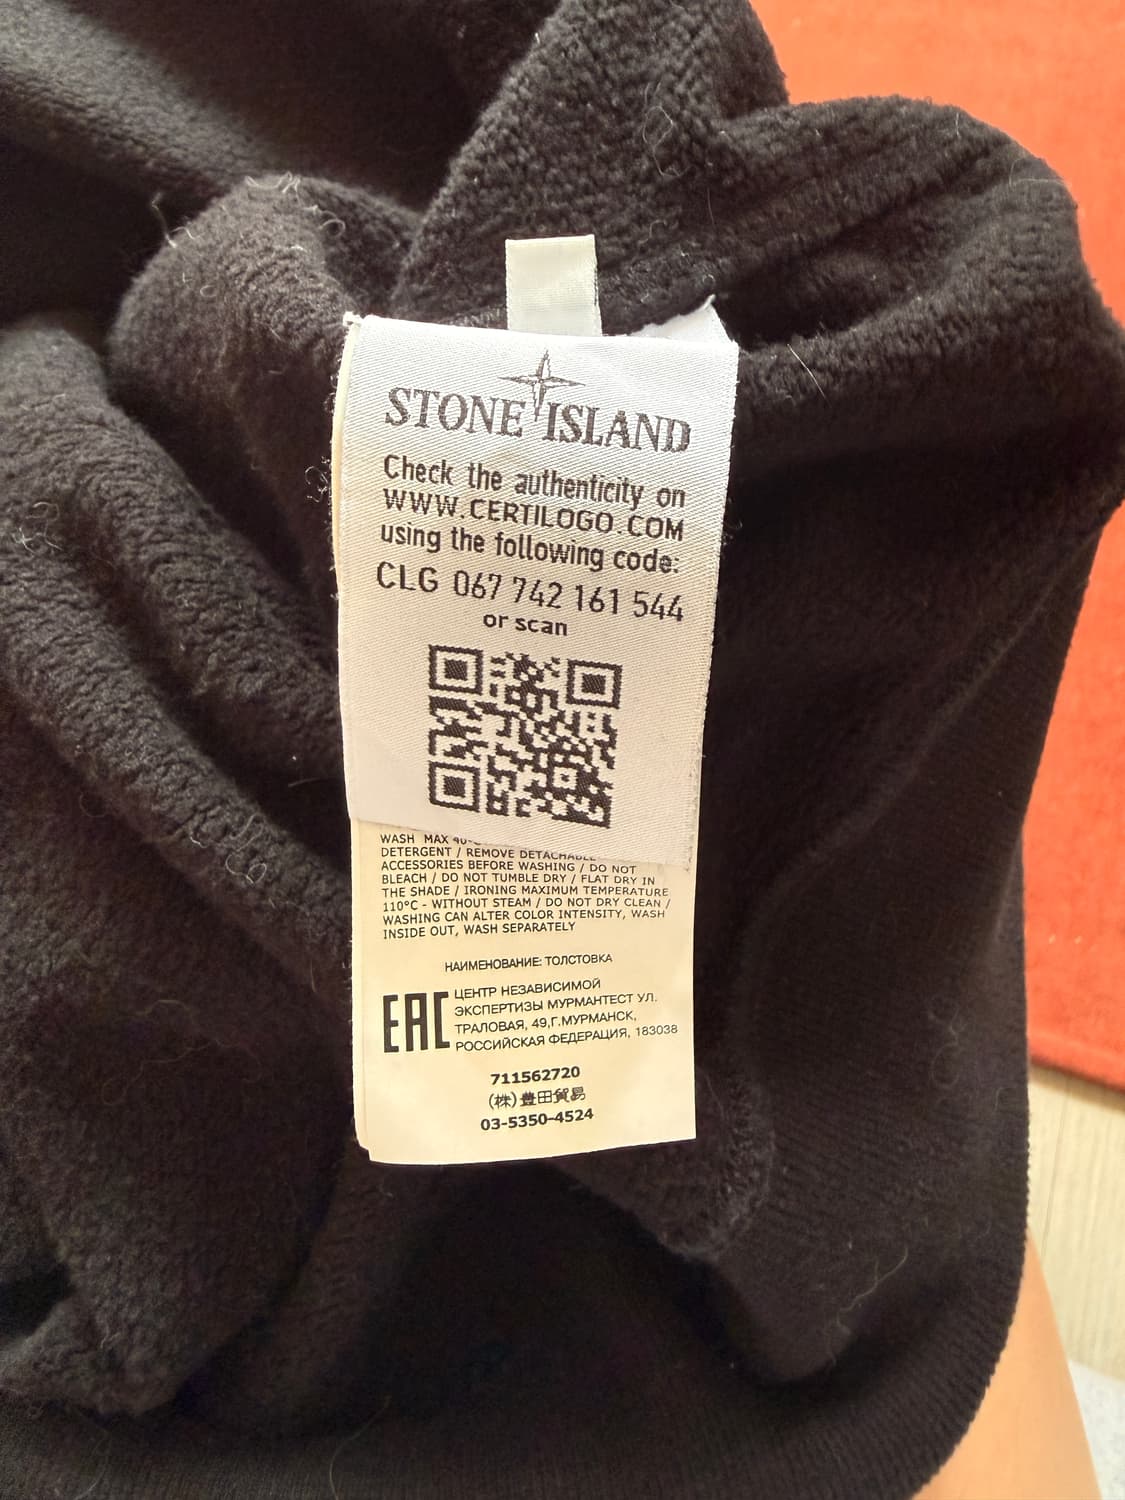 STONE ISLAND
Check the authenticity on
WWW.CERTILOGO.COM
using the following code:
CLG 067 742 161 544
or scan
WASH MAX 40°C
DETERGENT / REMOVE DETACHABLE
ACCESSORIES BEFORE WASHING / DO NOT
BLEACH / DO NOT TUMBLE DRY / FLAT DRY IN
THE SHADE / IRONING MAXIMUM TEMPERATURE
110°C - WITHOUT STEAM / DO NOT DRY CLEAN /
WASHING CAN ALTER COLOR INTENSITY, WASH
INSIDE OUT, WASH SEPARATELY
НАИМЕНОВАНИЕ: ТОЛСТОВКА
EAC
ЦЕНТР НЕЗАВИСИМОЙ
ЭКСПЕРТИЗЫ МУРМАНТЕСТ УЛ.
ТРАЛОВАЯ, 49,Г.МУРМАНСК,
РОССИЙСКАЯ ФЕДЕРАЦИЯ, 183038
711562720
(株)豊田貿易
03-5350-4524